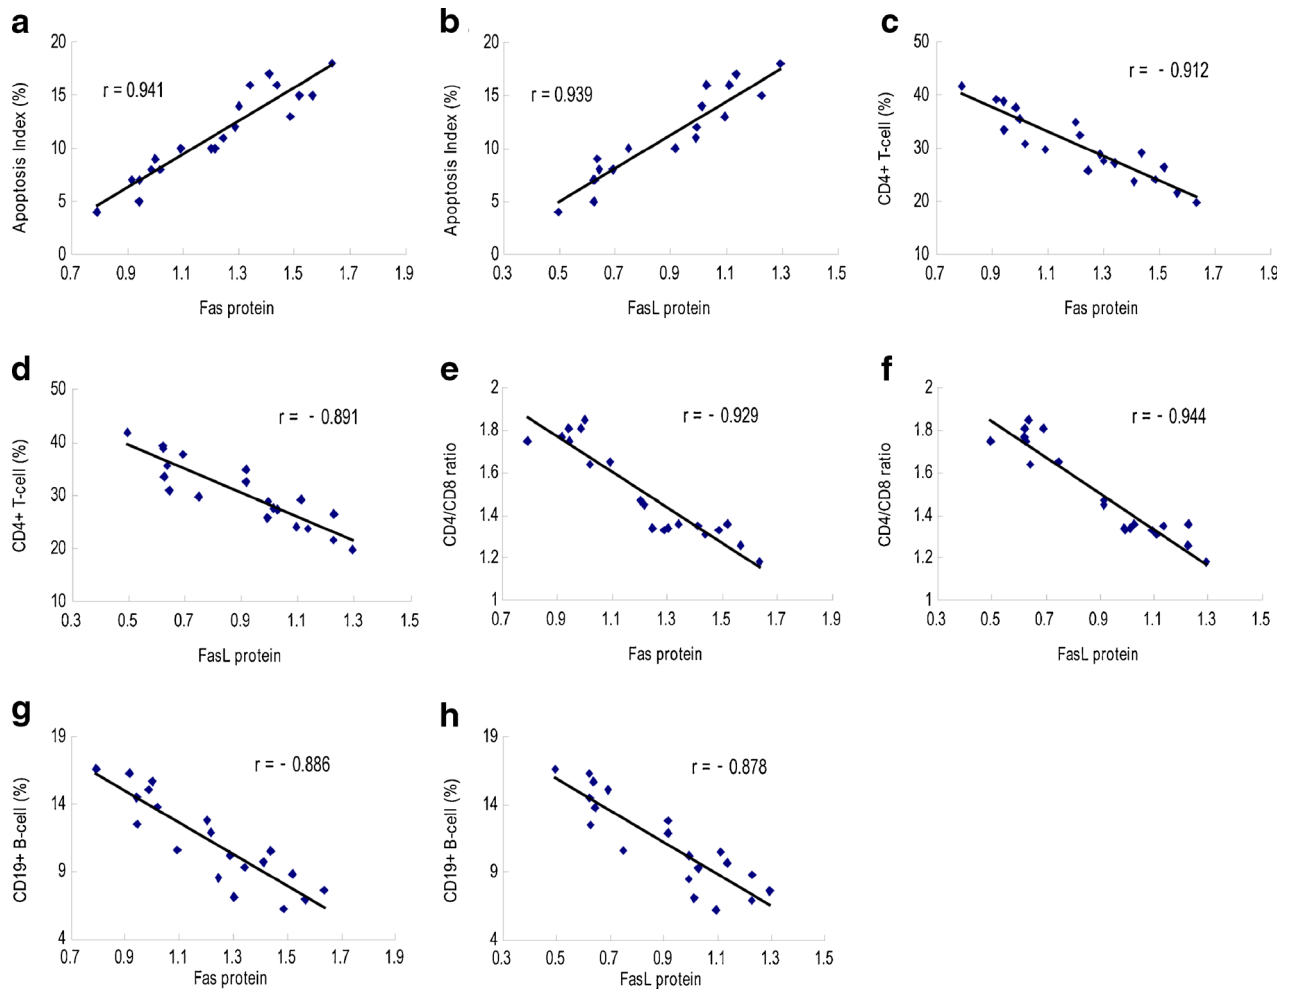 a
Apoptosis Index (%)
20
15
10
5
0
r = 0.941
0.7 0.9 1.1 1.3 1.5 1.7 1.9
Fas protein
b
Apoptosis Index (%)
20
15
10
5
0
r = 0.939
0.3 0.5 0.7 0.9 1.1 1.3 1.5
FasL protein
c
CD4+ T-cell (%)
50
40
30
20
10
r = - 0.912
0.7 0.9 1.1 1.3 1.5 1.7 1.9
Fas protein
d
CD4+ T-cell (%)
50
40
30
20
10
r = - 0.891
0.3 0.5 0.7 0.9 1.1 1.3 1.5
FasL protein
e
CD4/CD8 ratio
2
1.8
1.6
1.4
1.2
1
r = - 0.929
0.7 0.9 1.1 1.3 1.5 1.7 1.9
Fas protein
f
CD4/CD8 ratio
2
1.8
1.6
1.4
1.2
1
r = - 0.944
0.3 0.5 0.7 0.9 1.1 1.3 1.5
FasL protein
g
CD19+ B-cell (%)
19
14
9
4
r = - 0.886
0.7 0.9 1.1 1.3 1.5 1.7 1.9
Fas protein
h
CD19+ B-cell (%)
19
14
9
4
r = - 0.878
0.3 0.5 0.7 0.9 1.1 1.3 1.5
FasL protein